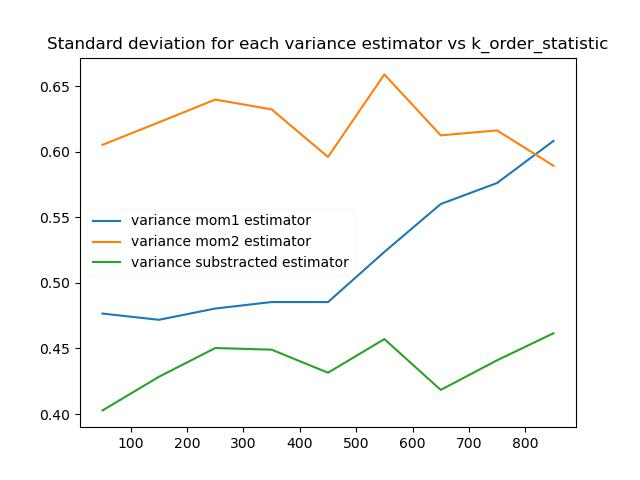 Standard deviation for each variance estimator vs k_order_statistic
0.65
0.60
0.55
0.50
0.45
0.40
variance mom1 estimator
variance mom2 estimator
variance substracted estimator
100 200 300 400 500 600 700 800